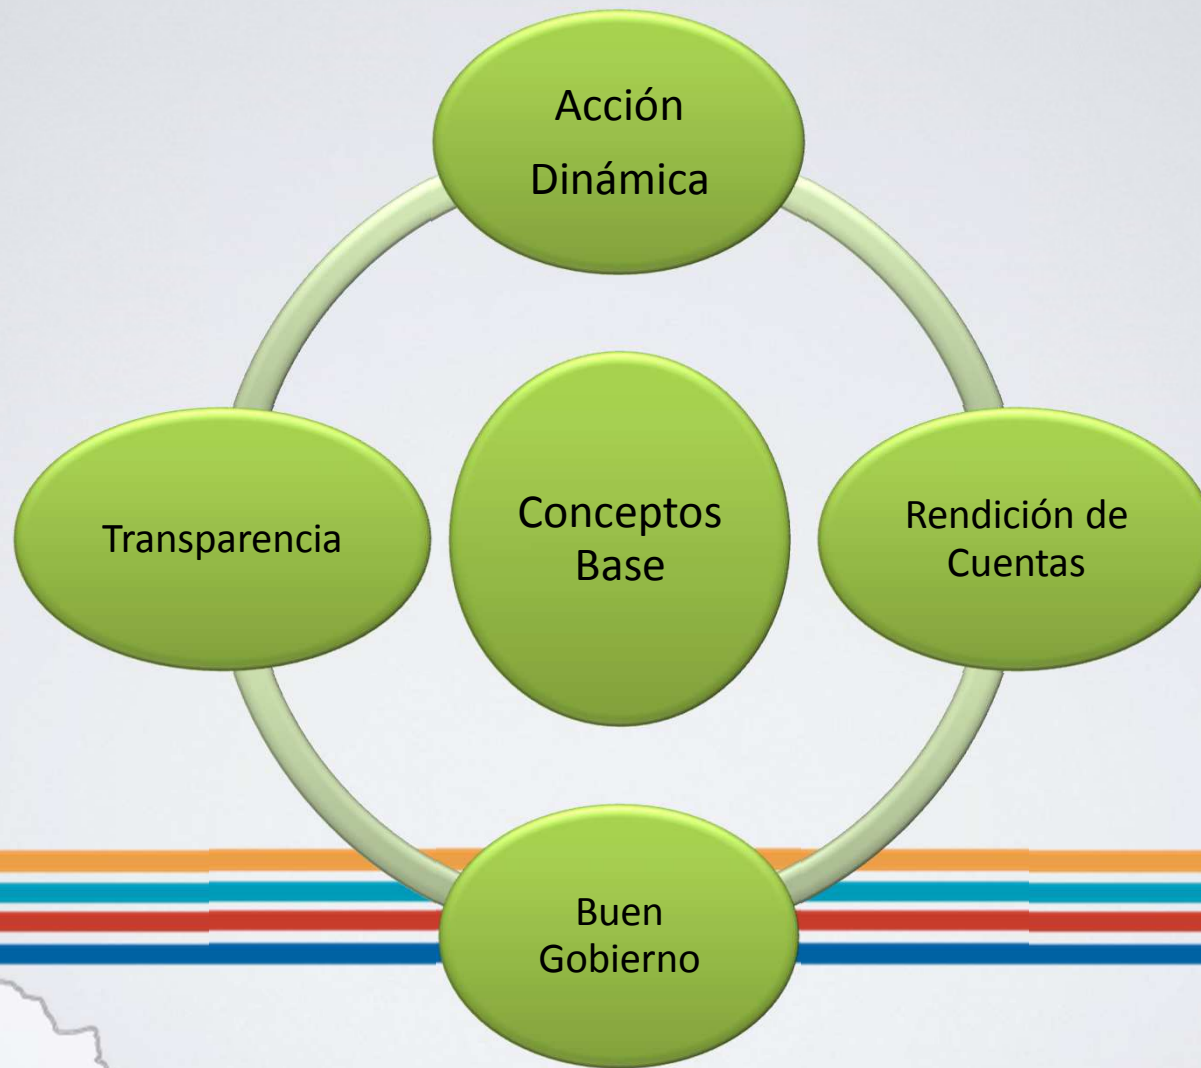 Acción
Dinámica
Transparencia
Conceptos
Base
Rendición de
Cuentas
Buen
Gobierno